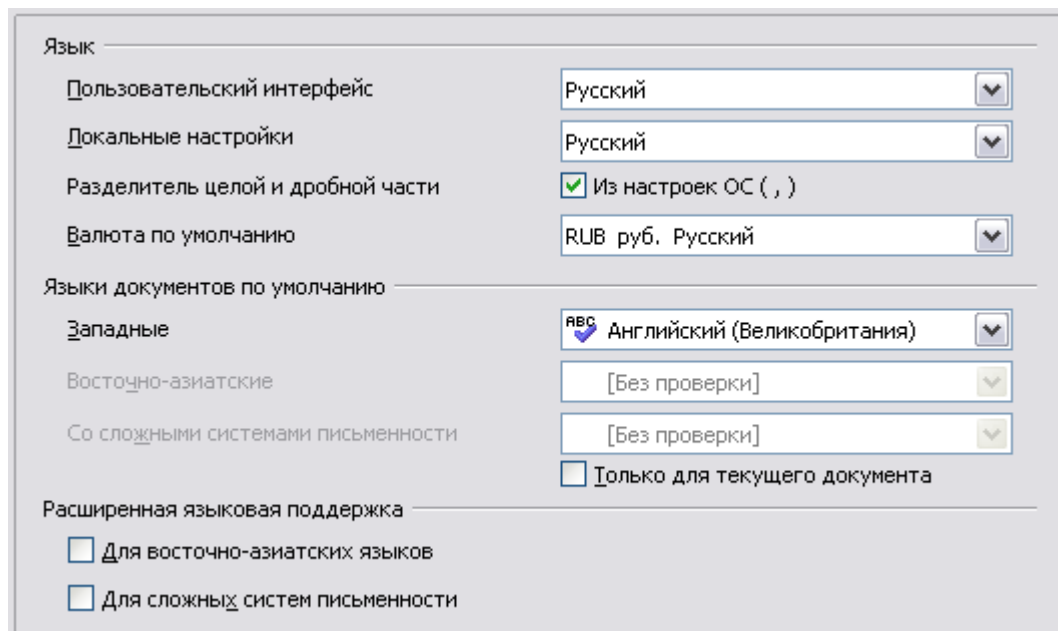 Язык
Пользовательский интерфейс Русский
Локальные настройки Русский
Разделитель целой и дробной части Из настроек ОС ( , )
Валюта по умолчанию RUB руб. Русский
Языки документов по умолчанию
Западные ABC Английский (Великобритания)
Восточно-азиатские [Без проверки]
Со сложными системами письменности [Без проверки]
Только для текущего документа
Расширенная языковая поддержка
Для восточно-азиатских языков
Для сложных систем письменности